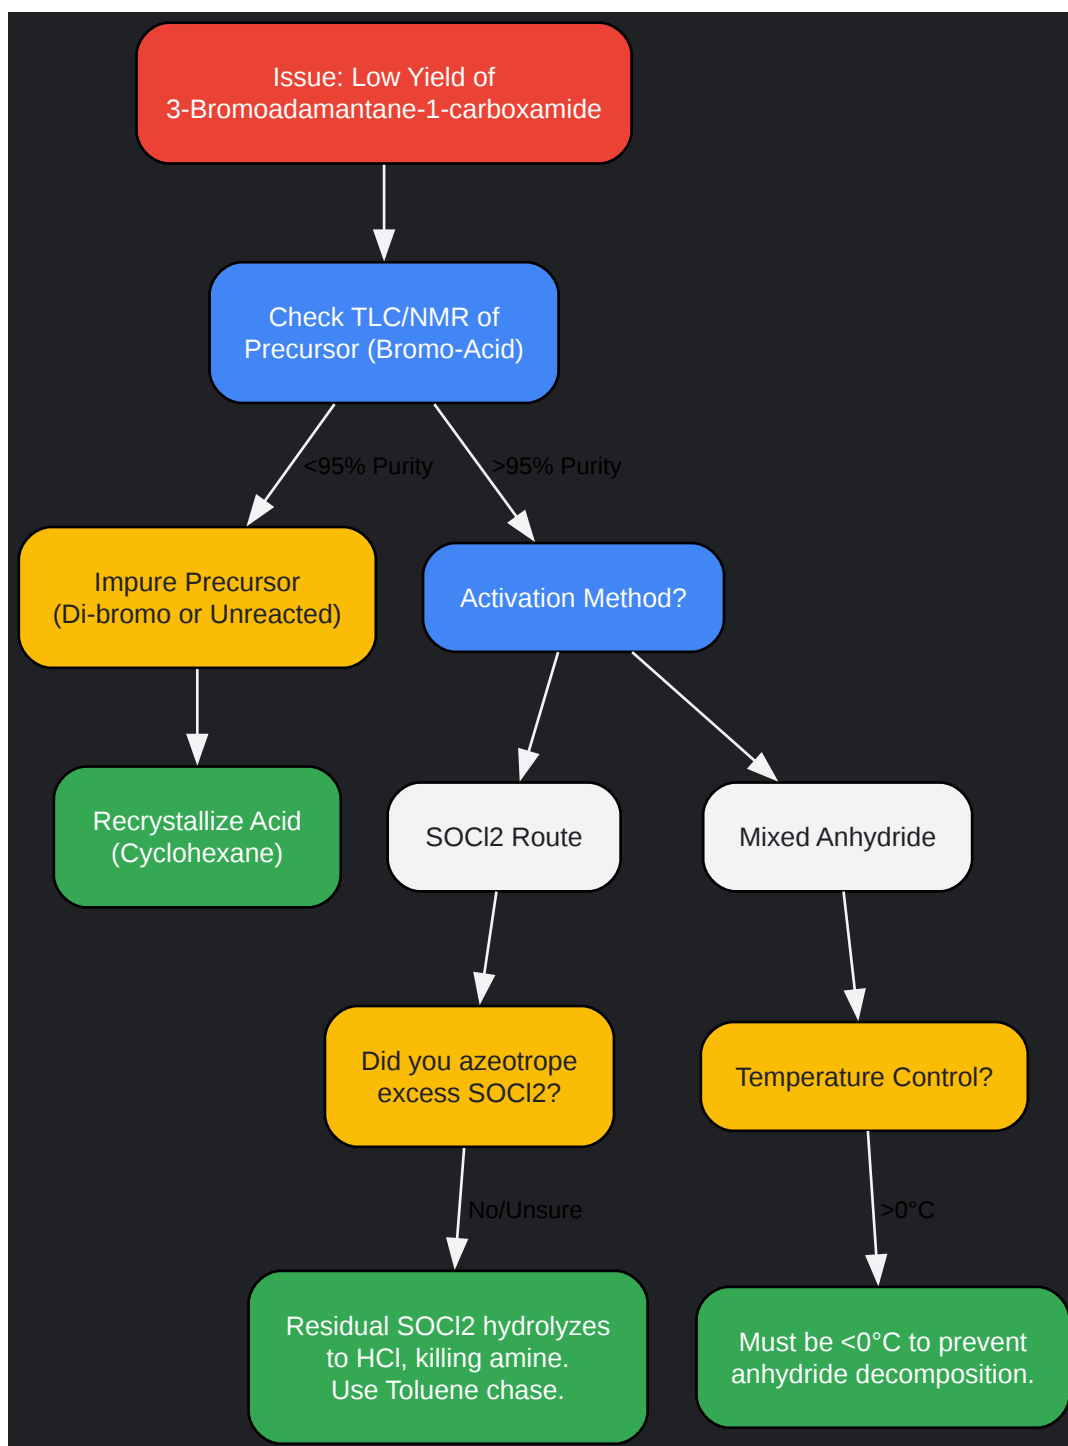 Issue: Low Yield of
3-Bromoadamantane-1-carboxamide
Check TLC/NMR of
Precursor (Bromo-Acid)
<95% Purity
>95% Purity
Impure Precursor
(Di-bromo or Unreacted)
Activation Method?
Recrystallize Acid
(Cyclohexane)
SOCl2 Route
Mixed Anhydride
Did you azeotrope
excess SOCl2?
Temperature Control?
No/Unsure
>0°C
Residual SOCl2 hydrolyzes
to HCl, killing amine.
Use Toluene chase.
Must be <0°C to prevent
anhydride decomposition.